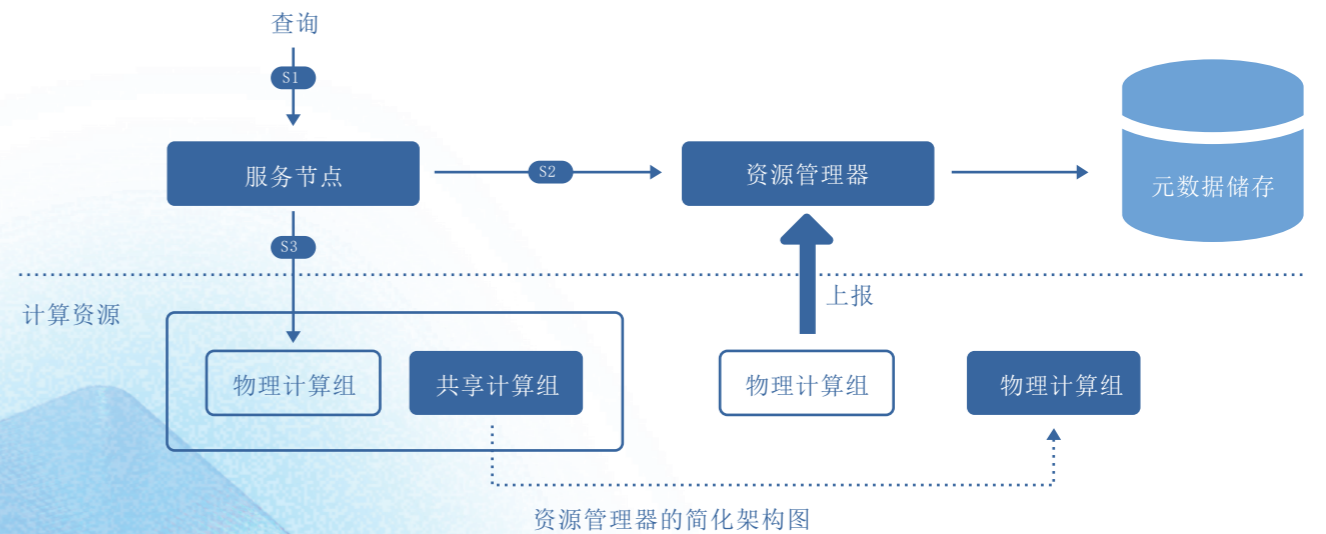 查询
S1
服务节点
S2
资源管理器
元数据储存
S3
上报
计算资源
物理计算组
共享计算组
物理计算组
物理计算组
资源管理器的简化架构图